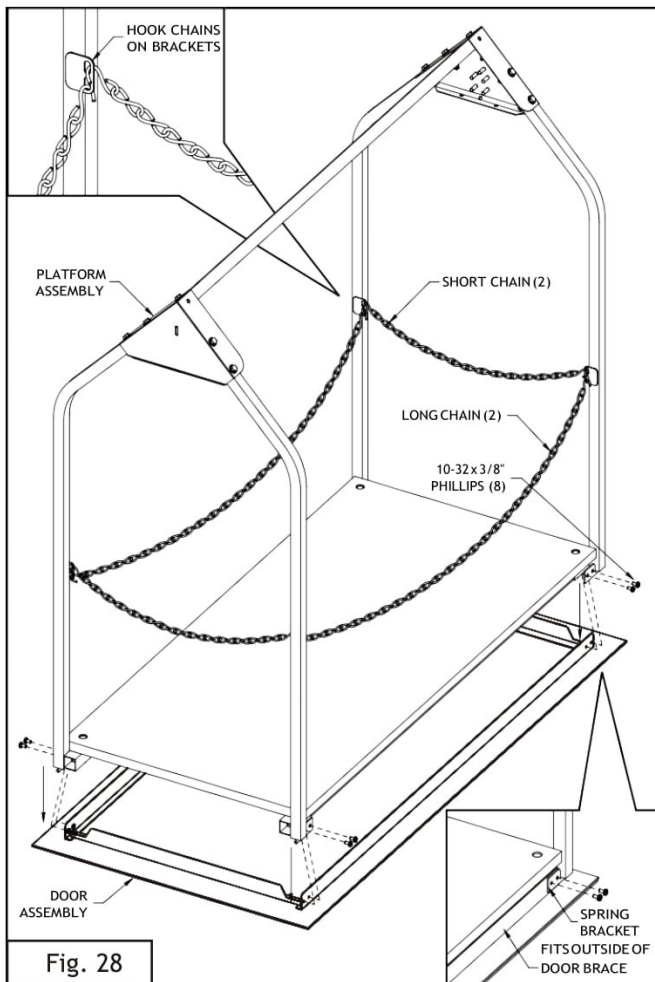 HOOK CHAINS
ON BRACKETS
PLATFORM
ASSEMBLY
SHORT CHAIN (2)
LONG CHAIN (2)
10-32 x 3/8"
PHILLIPS (8)
DOOR
ASSEMBLY
SPRING
BRACKET
FITS OUTSIDE OF
DOOR BRACE
Fig. 28